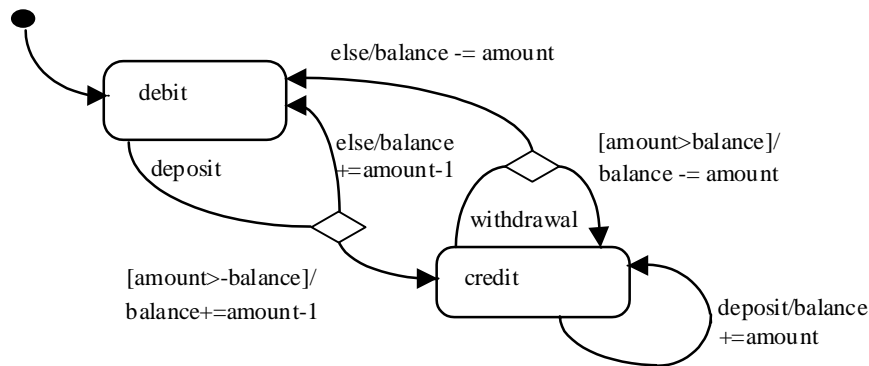 else/balance -= amount
debit
else/balance
+=amount-1
[amount>balance]/
balance -= amount
deposit
withdrawal
[amount>-balance]/
balance+=amount-1
credit
deposit/balance
+=amount